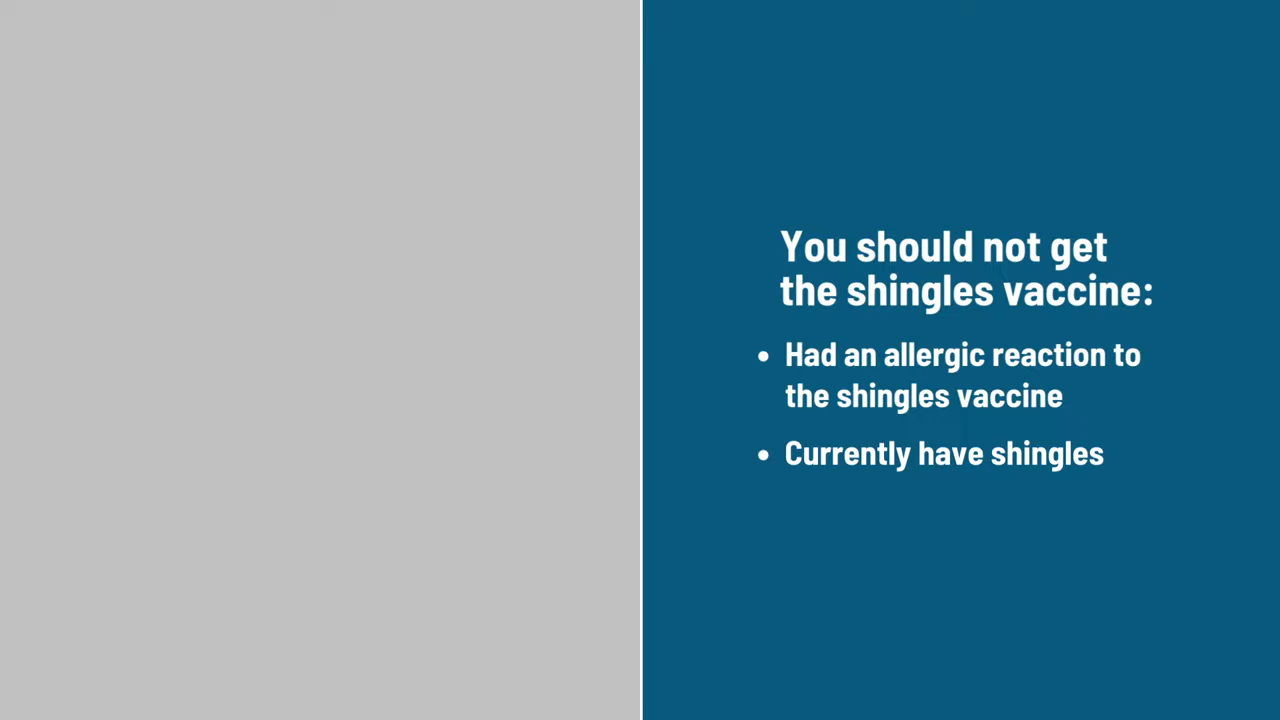 You should not get
the shingles vaccine:
• Had an allergic reaction to
the shingles vaccine
• Currently have shingles